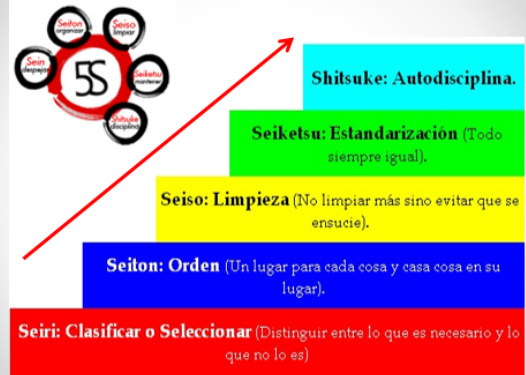 Seiton
organizar
Seiso
limpiar
Seiri
despejar
5S
Seiketsu
mantener
Shitsuke
disciplina
Shitsuke: Autodisciplina.
Seiketsu: Estandarización (Todo
siempre igual).
Seiso: Limpieza (No limpiar más sino evitar que se
ensucie).
Seiton: Orden (Un lugar para cada cosa y casa cosa en su
lugar).
Seiri: Clasificar o Seleccionar (Distinguir entre lo que es necesario y lo
que no lo es)